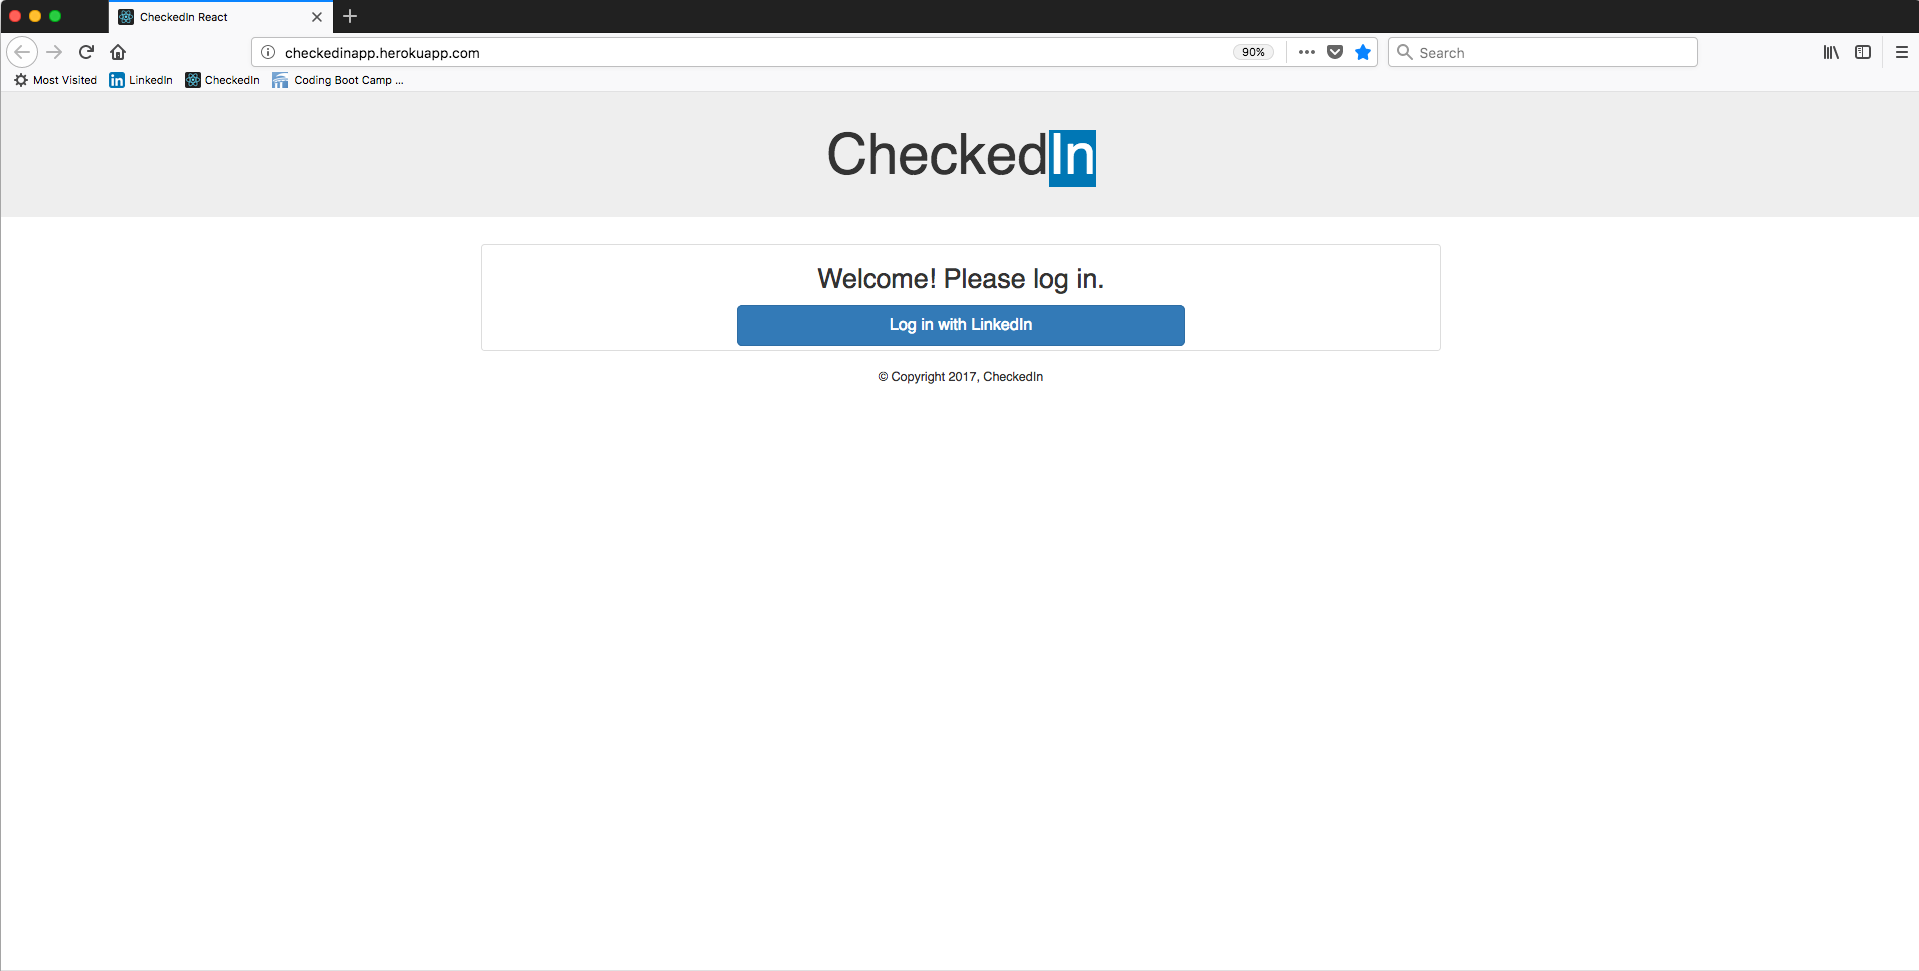 CheckedIn React
checkedinapp.herokuapp.com
90%
Search
Most Visited
LinkedIn
CheckedIn
Coding Boot Camp ...
CheckedIn
Welcome! Please log in.
Log in with LinkedIn
© Copyright 2017, CheckedIn